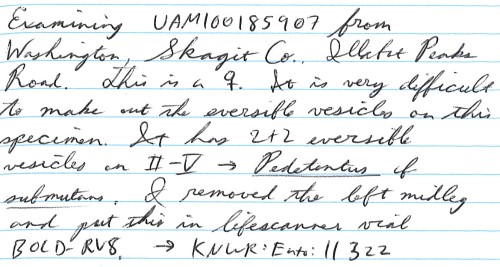 Examining UAM100185907 from
Washington, Skagit Co., Illabot Peaks
Road. This is a ♀. It is very difficult
to make out the eversible vesicles on this
specimen. It has 2+2 eversible
vesicles on II-V → Pedetontus cf
submutans. I removed the left midleg
and put this in lifescanner vial
BOLD-RV8, → KNWR:Ento:11322